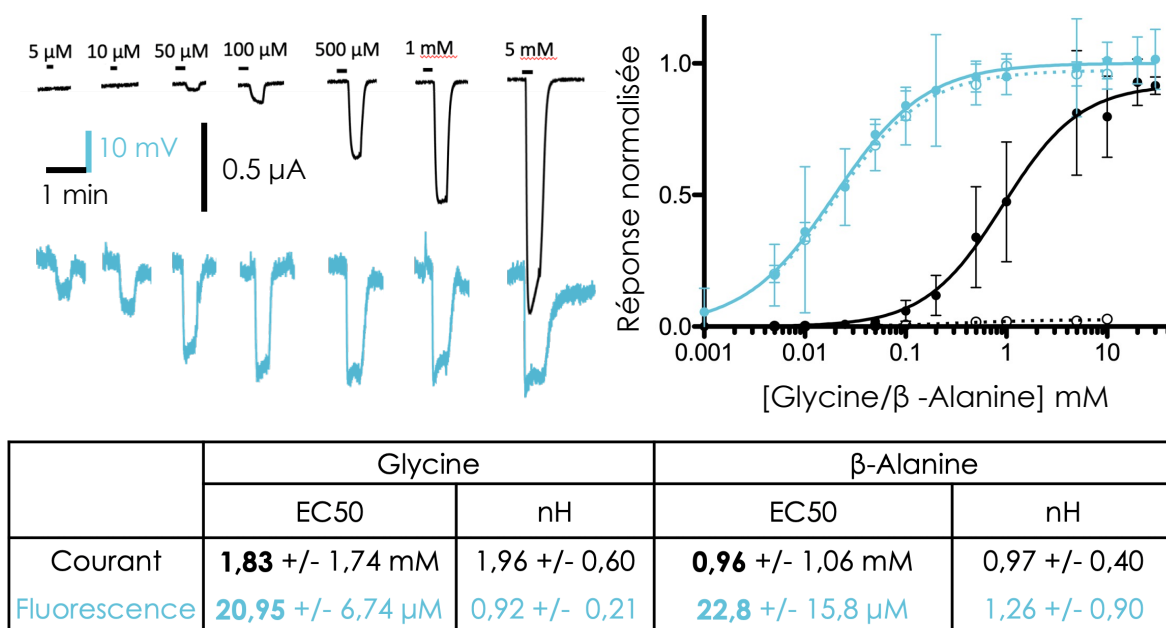 5 µM 10 µM 50 µM 100 µM 500 µM 1 mM 5 mM
10 mV
1 min
0.5 µA
Réponse normalisée
1.0
0.5
0.0
0.001 0.01 0.1 1 10
[Glycine/β -Alanine] mM
Glycine β-Alanine
EC50 nH EC50 nH
Courant 1,83 +/- 1,74 mM 1,96 +/- 0,60 0,96 +/- 1,06 mM 0,97 +/- 0,40
Fluorescence 20,95 +/- 6,74 µM 0,92 +/- 0,21 22,8 +/- 15,8 µM 1,26 +/- 0,90